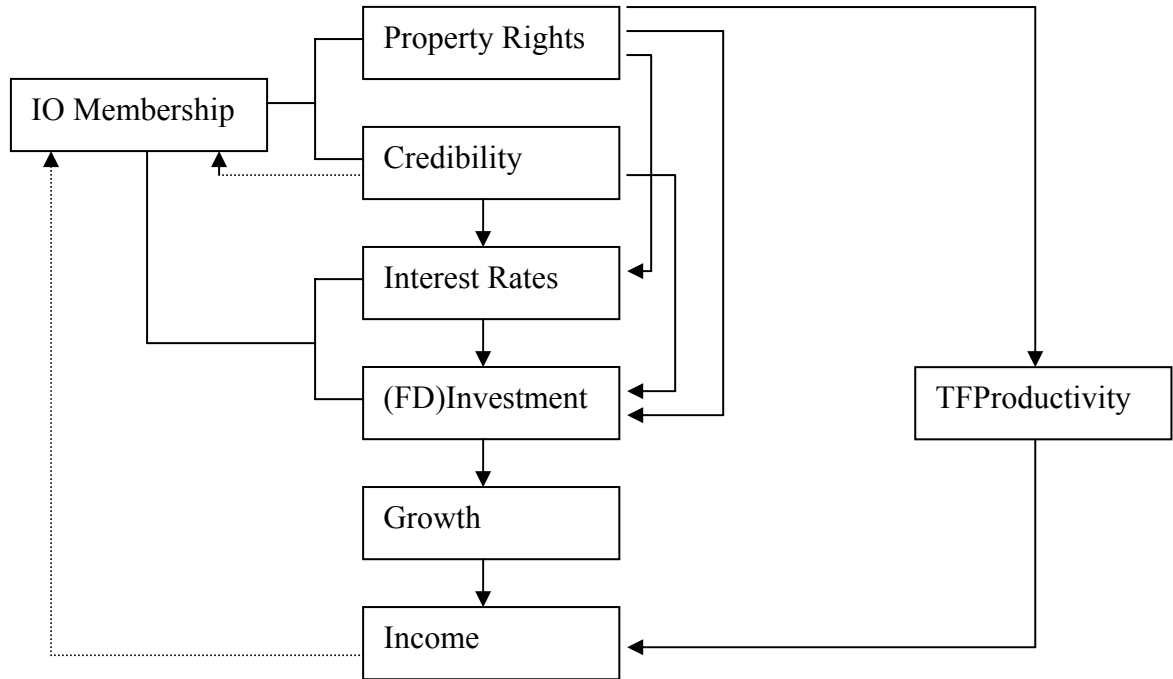 Property Rights
IO Membership
Credibility
Interest Rates
(FD)Investment
TFProductivity
Growth
Income